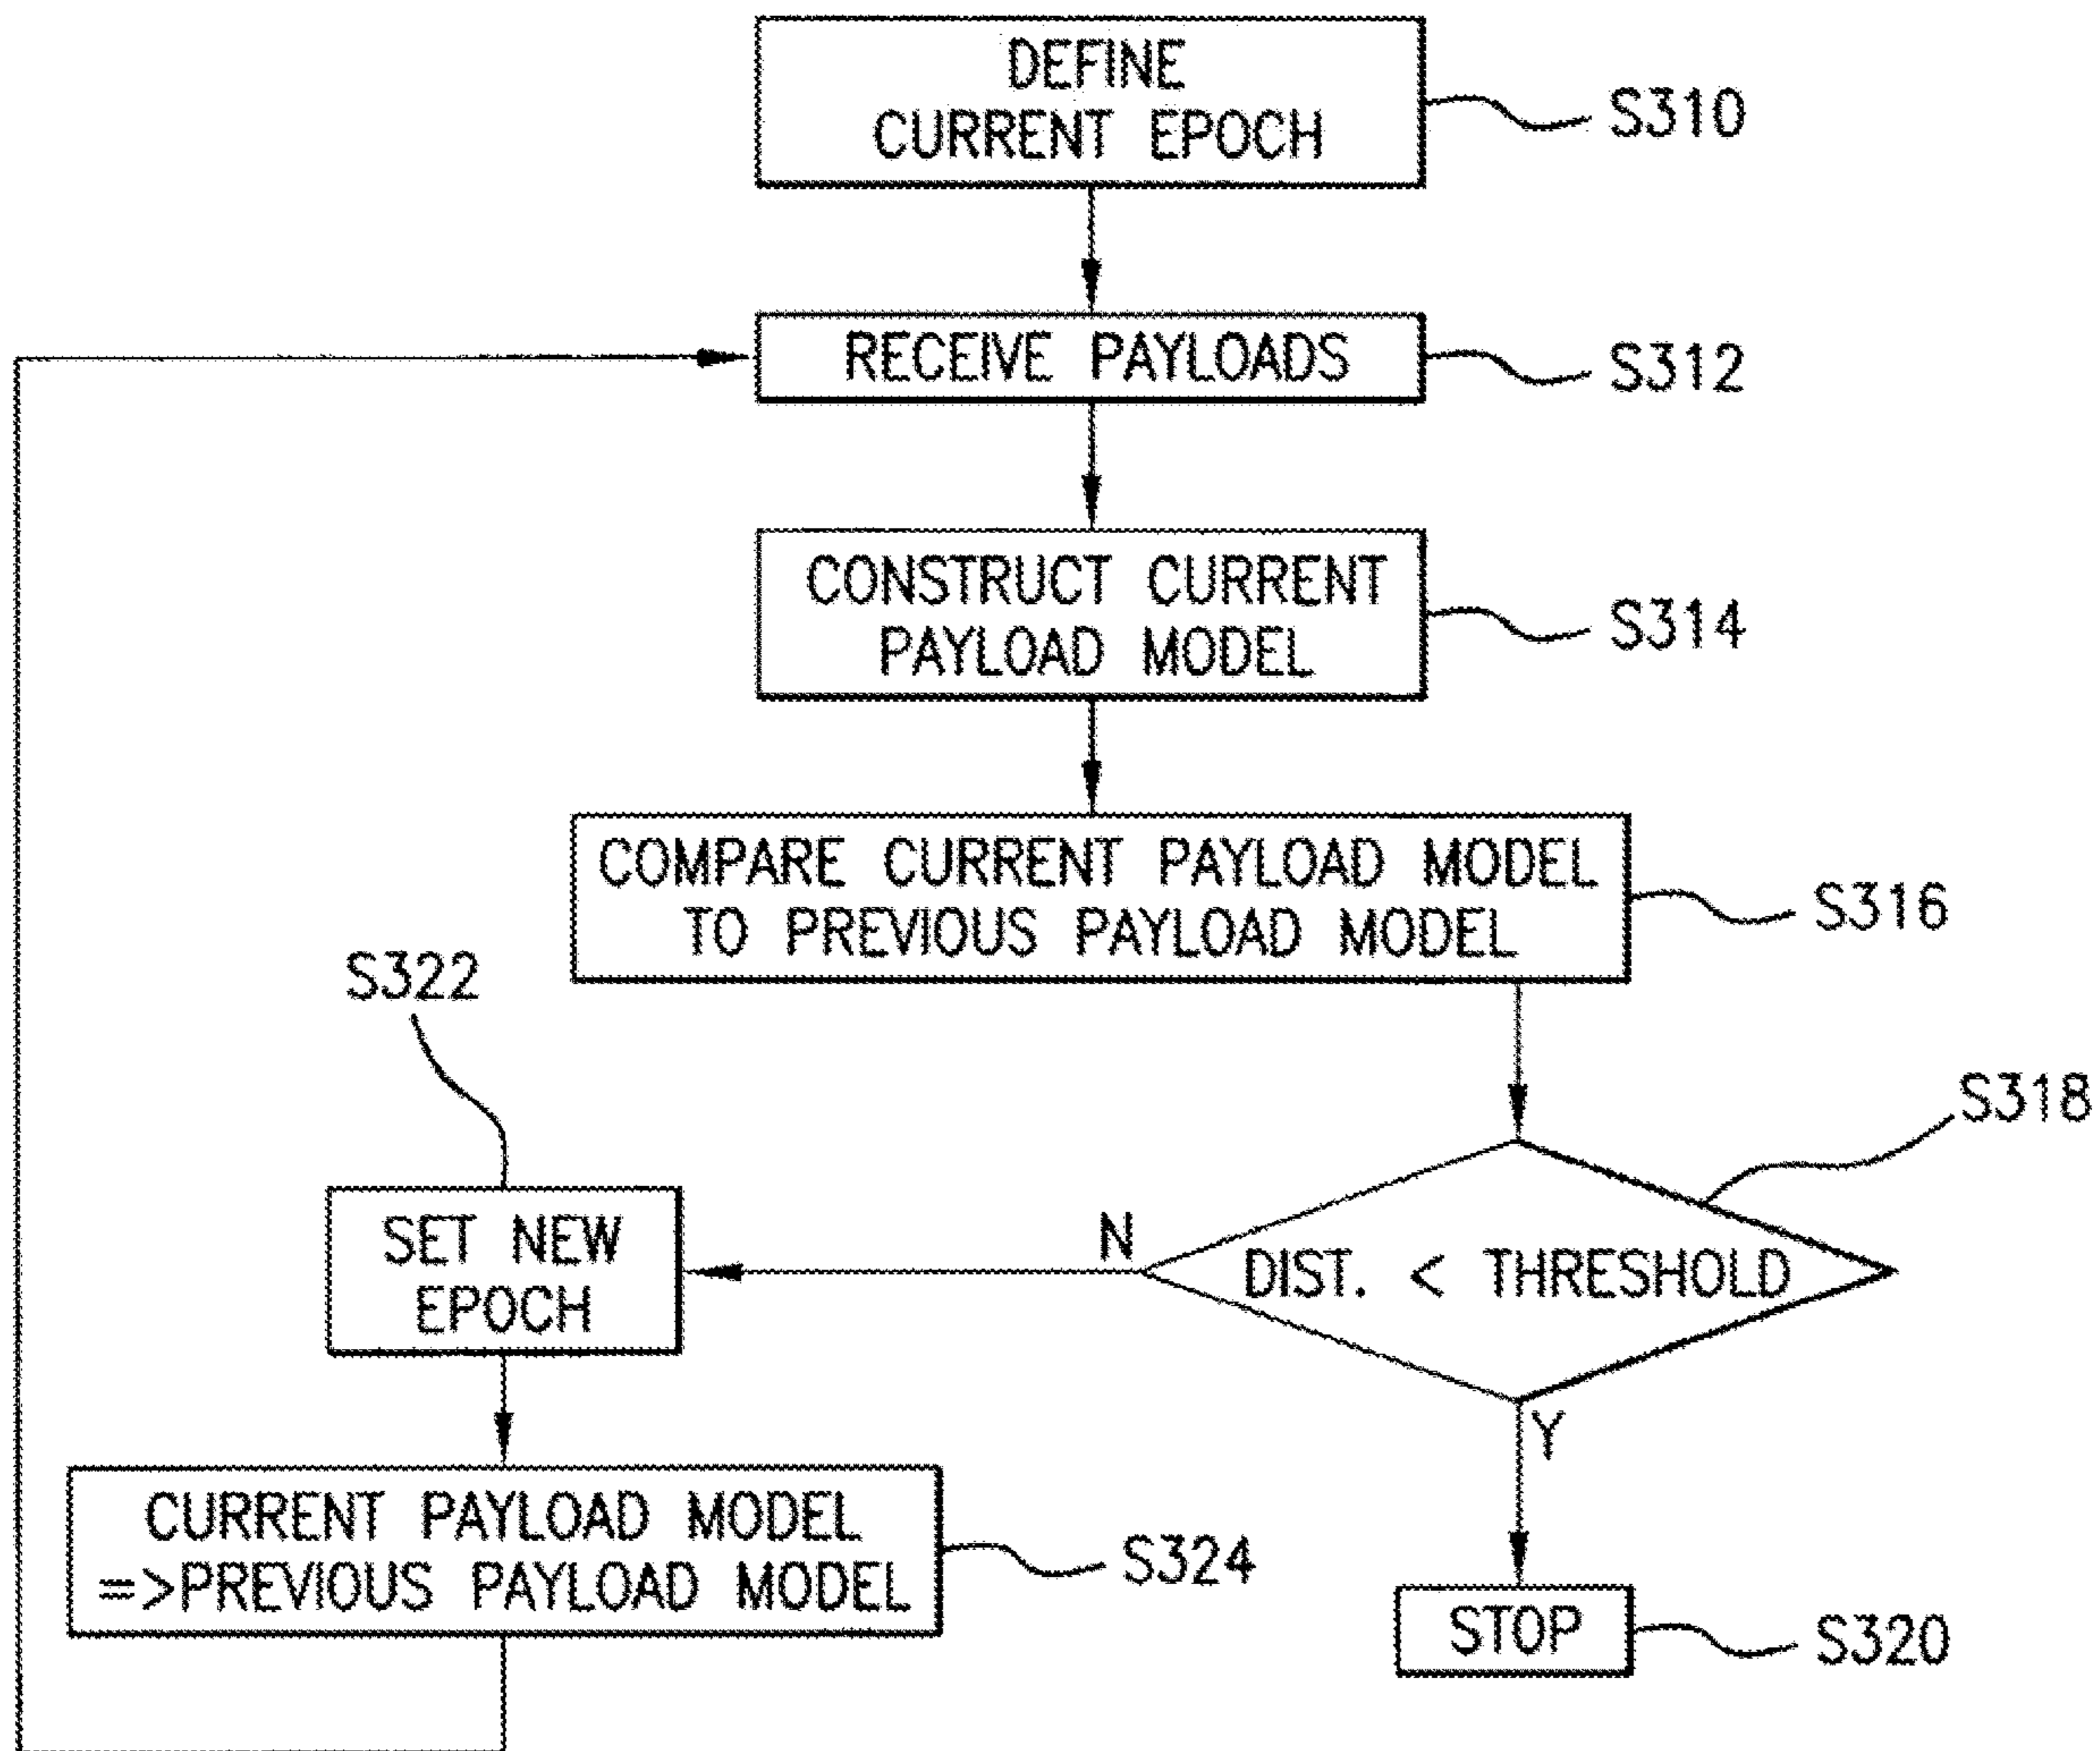 DEFINE
CURRENT EPOCH
S310
RECEIVE PAYLOADS
S312
CONSTRUCT CURRENT
PAYLOAD MODEL
S314
COMPARE CURRENT PAYLOAD MODEL
TO PREVIOUS PAYLOAD MODEL
S316
S322
S318
SET NEW
EPOCH
N
DIST. < THRESHOLD
Y
CURRENT PAYLOAD MODEL
=>PREVIOUS PAYLOAD MODEL
S324
STOP
S320